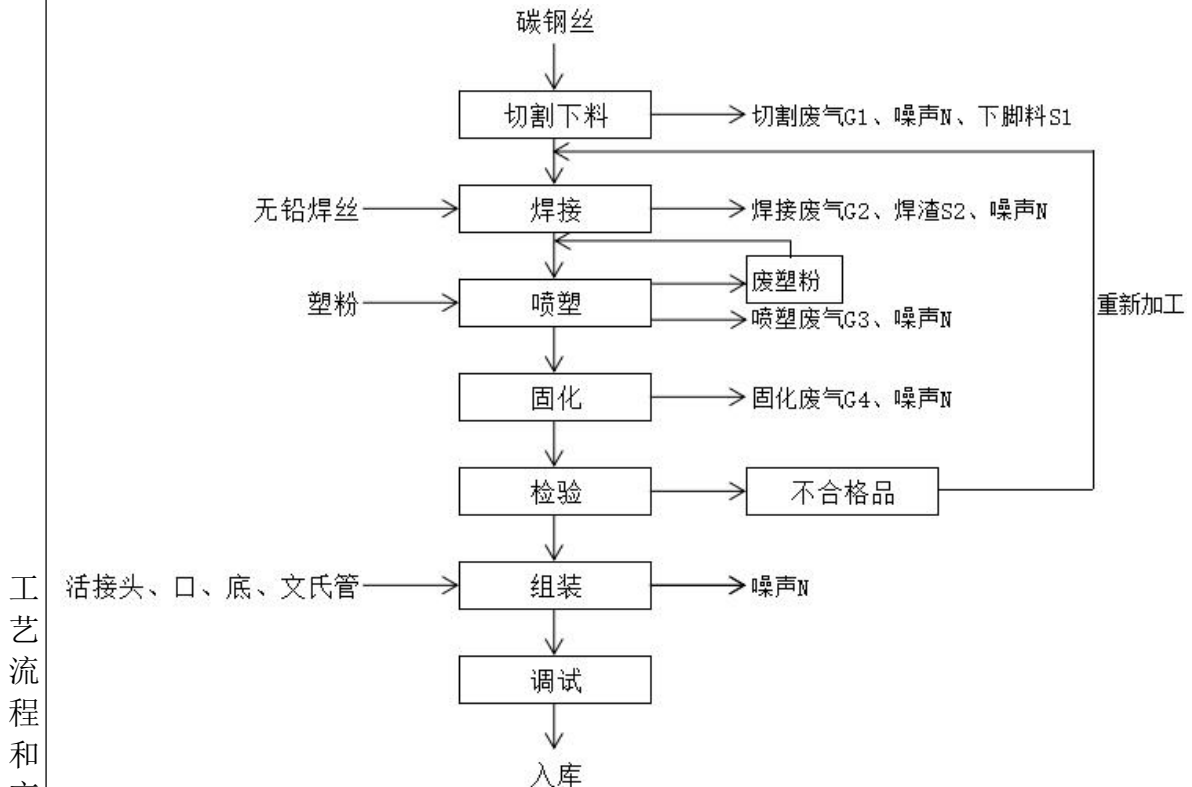 碳钢丝
切割下料
切割废气G1、噪声N、下脚料S1
无铅焊丝
焊接
焊接废气G2、焊渣S2、噪声N
废塑粉
塑粉
喷塑
喷塑废气G3、噪声N
重新加工
固化
固化废气G4、噪声N
检验
不合格品
活接头、口、底、文氏管
组装
噪声N
调试
入库
工
艺
流
程
和